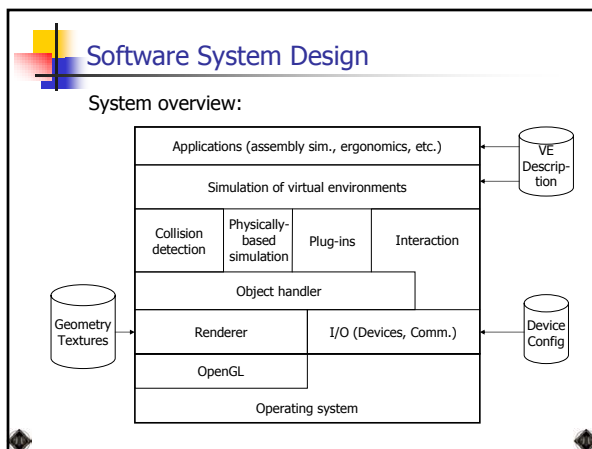 Software System Design
System overview:
Applications (assembly sim., ergonomics, etc.)
VE
Descrip-
tion
Simulation of virtual environments
Collision
detection
Physically-
based
simulation
Plug-ins
Interaction
Object handler
Geometry
Textures
Renderer
I/O (Devices, Comm.)
Device
Config
OpenGL
Operating system